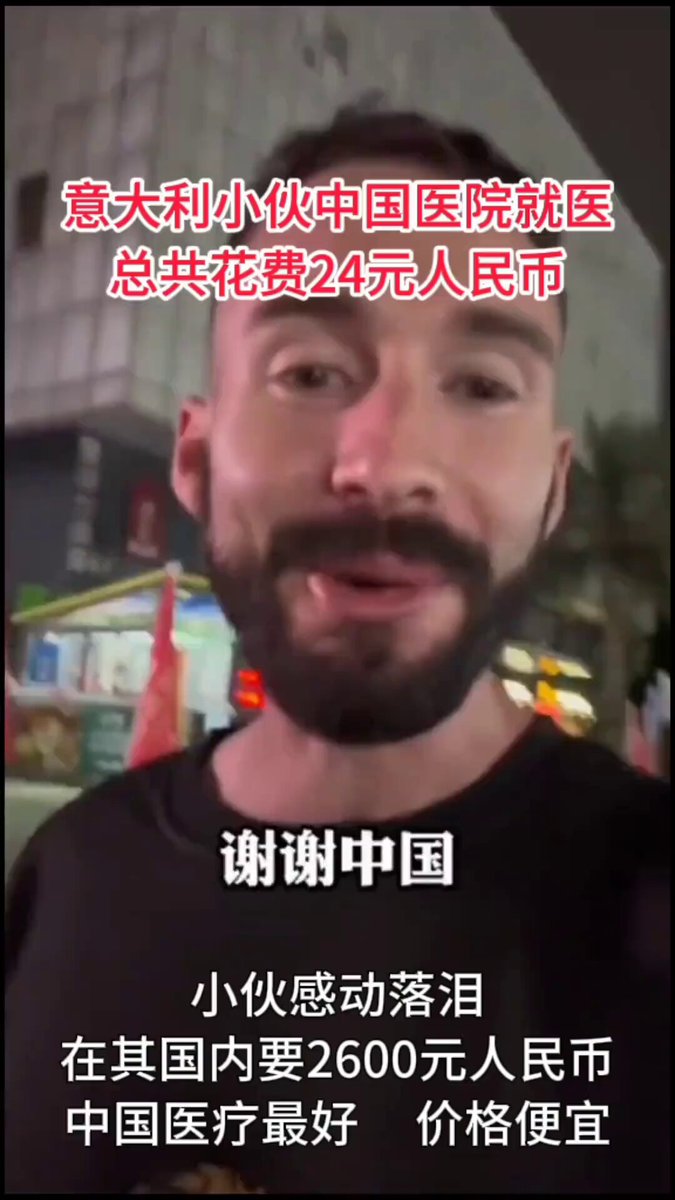 意大利小伙中国医院就医
总共花费24元人民币
谢谢中国
小伙感动落泪
在其国内要2600元人民币
中国医疗最好 价格便宜